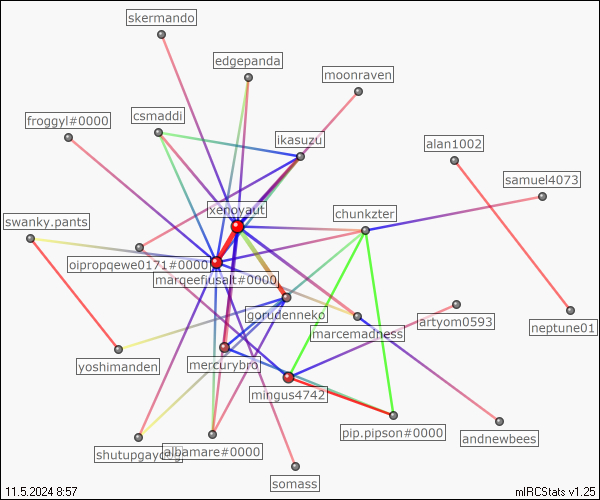 skermando
edgepanda
moonraven
froggyl#0000
csmaddi
ikasuzu
alan1002
samuel4073
xeroyaut
chunkzter
swanky.pants
oipropqewe0171#0000
marqeefiusalt#0000
gorudenneko
artyom0593
marcemadness
neptune01
yoshimanden
mercurybro
mingus4742
pip.pipson#0000
andnewbees
albamare#0000
somass
11.5.2024 8:57
mIRCStats v1.25